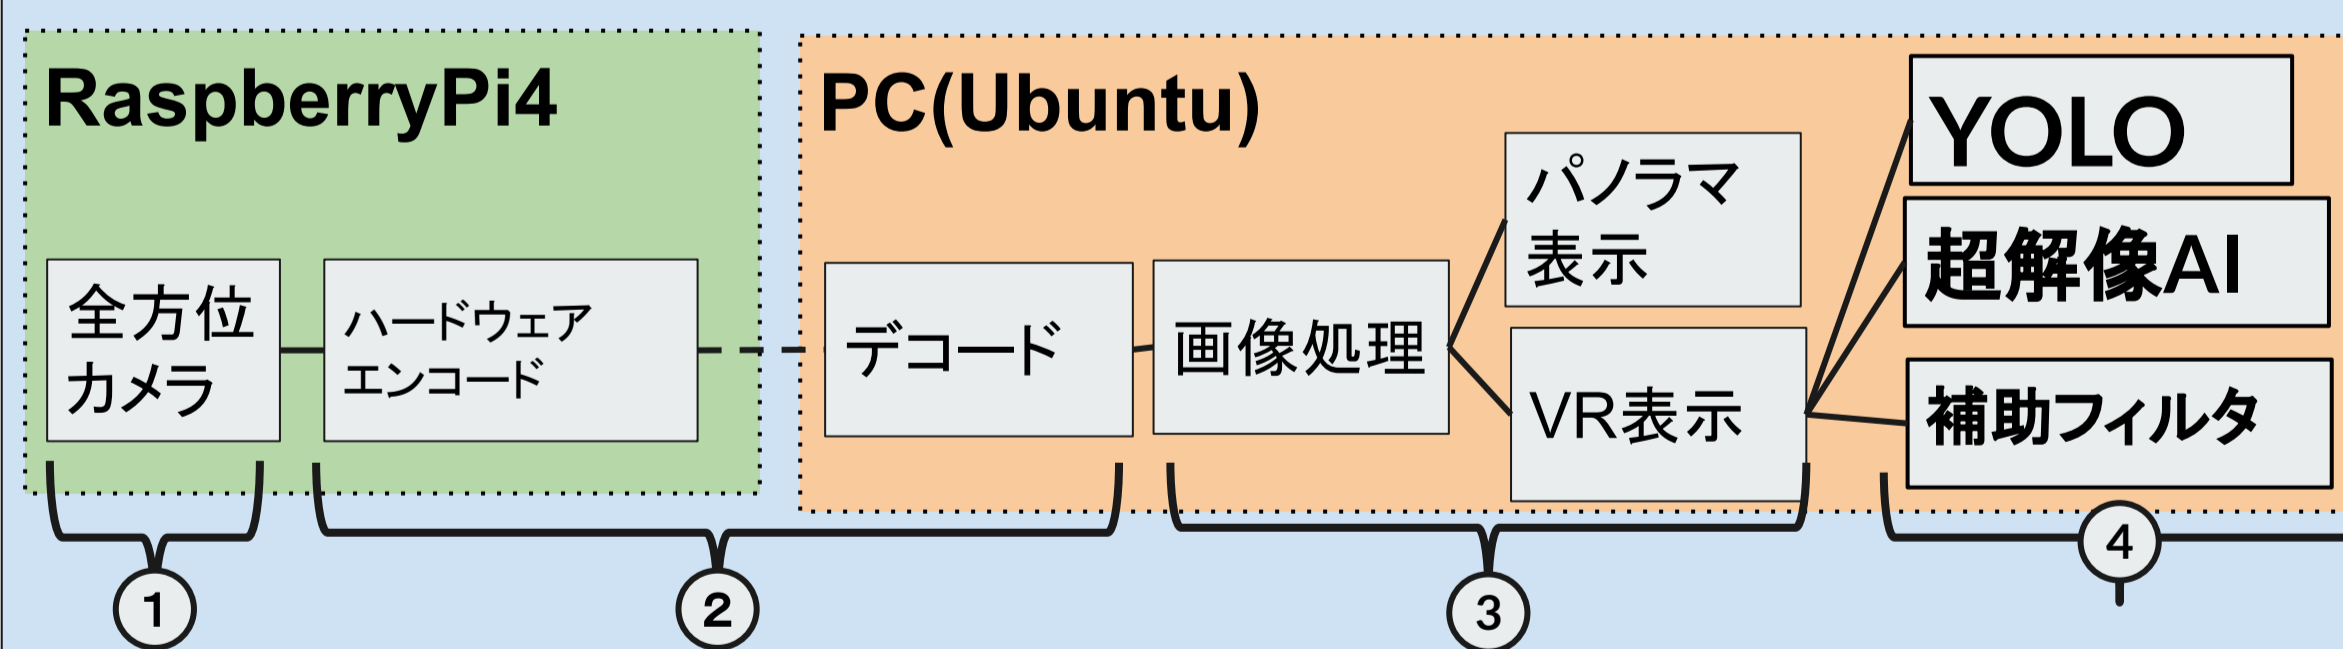 RaspberryPi4
全方位
カメラ
ハードウェア
エンコード
PC(Ubuntu)
デコード
画像処理
パノラマ
表示
VR表示
YOLO
超解像AI
補助フィルタ
1
2
3
4